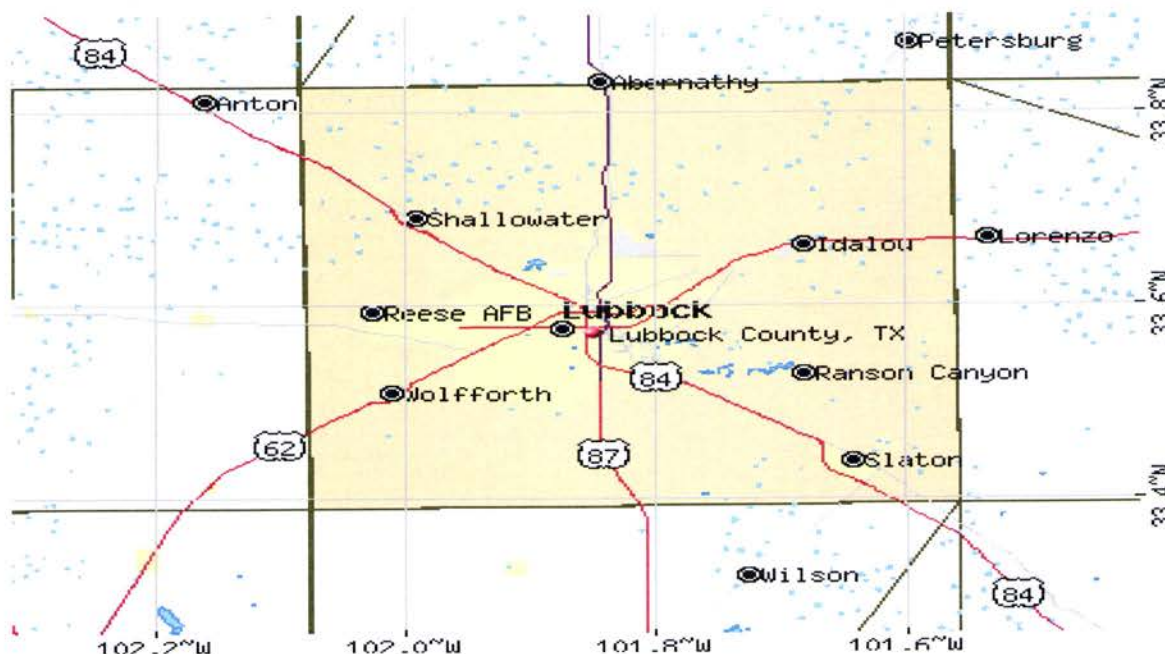 Petersburg
84
Abernathy
Anton
33.8~N
Shallowater
Idalou
Lorenzo
33.6~N
Reese AFB
Lubbock
Lubbock County, TX
84
Ranson Canyon
Wolfforth
62
87
Slaton
33.4~N
Wilson
84
102.2~W
102.0~W
101.8~W
101.6~W